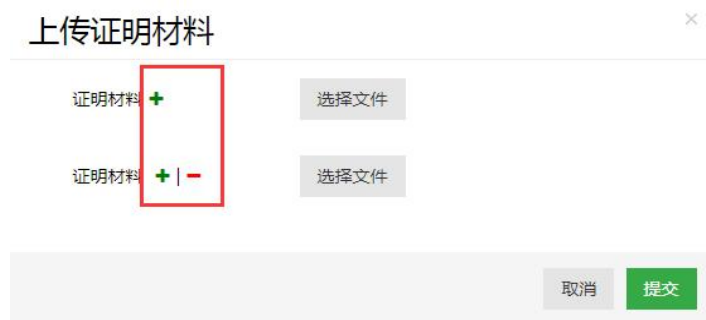 上传证明材料 ×
证明材料 + 选择文件
证明材料 + | - 选择文件
取消 提交